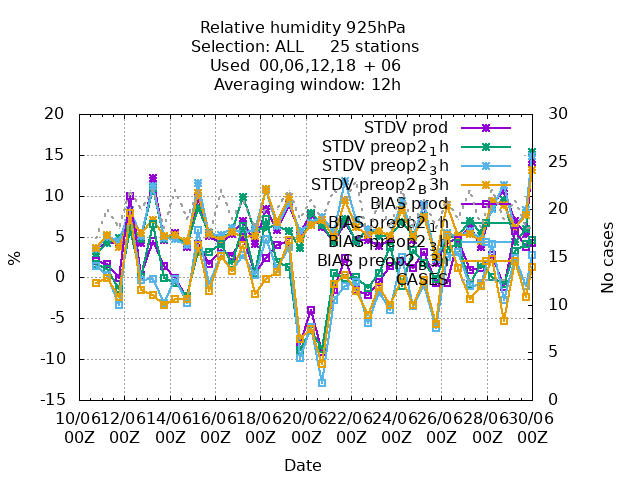 Relative humidity 925hPa
Selection: ALL 25 stations
Used 00,06,12,18 + 06
Averaging window: 12h
20
15
10
5
0
-5
-10
-15
%
30
25
20
15
10
5
0
No cases
STDV prod
STDV preop2_1h
STDV preop2_3h
STDV preop2_B3h
BIAS prod
BIAS preop2_1h
BIAS preop2_3h
BIAS preop2_B3h
CASES
10/06 12/06 14/06 16/06 18/06 20/06 22/06 24/06 26/06 28/06 30/06
00Z 00Z 00Z 00Z 00Z 00Z 00Z 00Z 00Z 00Z 00Z
Date